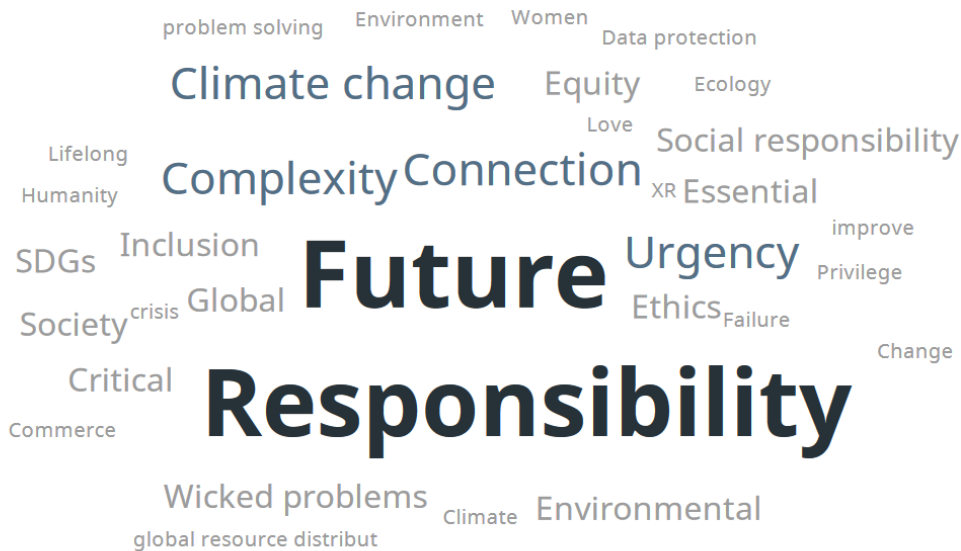 problem solving
Environment
Women
Data protection
Climate change
Equity
Ecology
Love
Social responsibility
Lifelong
Complexity
Connection
Humanity
XR
Essential
improve
SDGs
Inclusion
Future
Urgency
Privilege
Society
crisis
Global
Ethics
Failure
Change
Critical
Responsibility
Commerce
Wicked problems
Climate
Environmental
global resource distribut